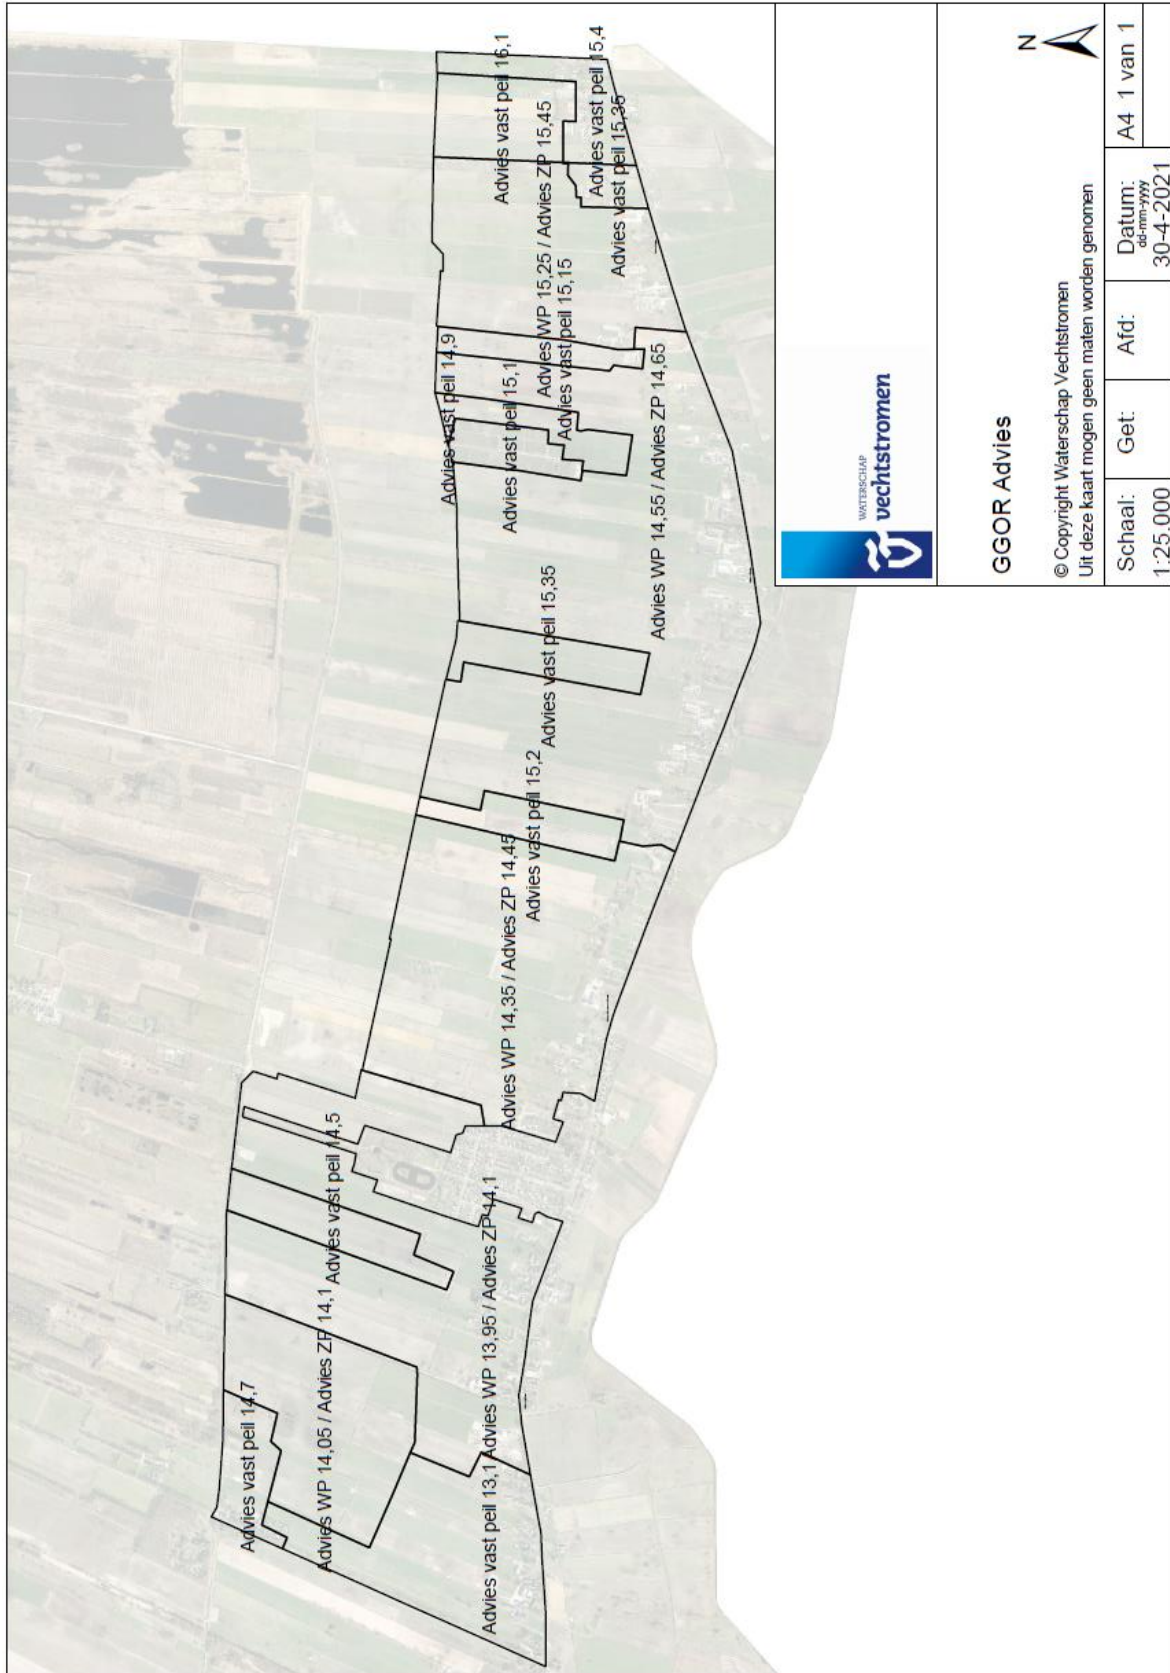 Advies vast peil 14,7
Advies WP 14,05 / Advies ZP 14,1
Advies vast peil 14,5
Advies vast peil 13,1
Advies WP 13,95 / Advies ZP 14,1
Advies WP 14,35 / Advies ZP 14,45
Advies vast peil 15,2
Advies vast peil 15,35
Advies vast peil 14,9
Advies vast peil 15,1
Advies WP 14,55 / Advies ZP 14,65
Advies vast peil 15,15
Advies WP 15,25 / Advies ZP 15,45
Advies vast peil 16,1
Advies vast peil 15,4
Advies vast peil 15,35
WATERSCHAP
vechtstromen
GGOR Advies
N
© Copyright Waterschap Vechtstromen
Uit deze kaart mogen geen maten worden genomen
Schaal: Get: Afd: Datum: A4 1 van 1
dd-mm-yyyy
1:25.000 30-4-2021